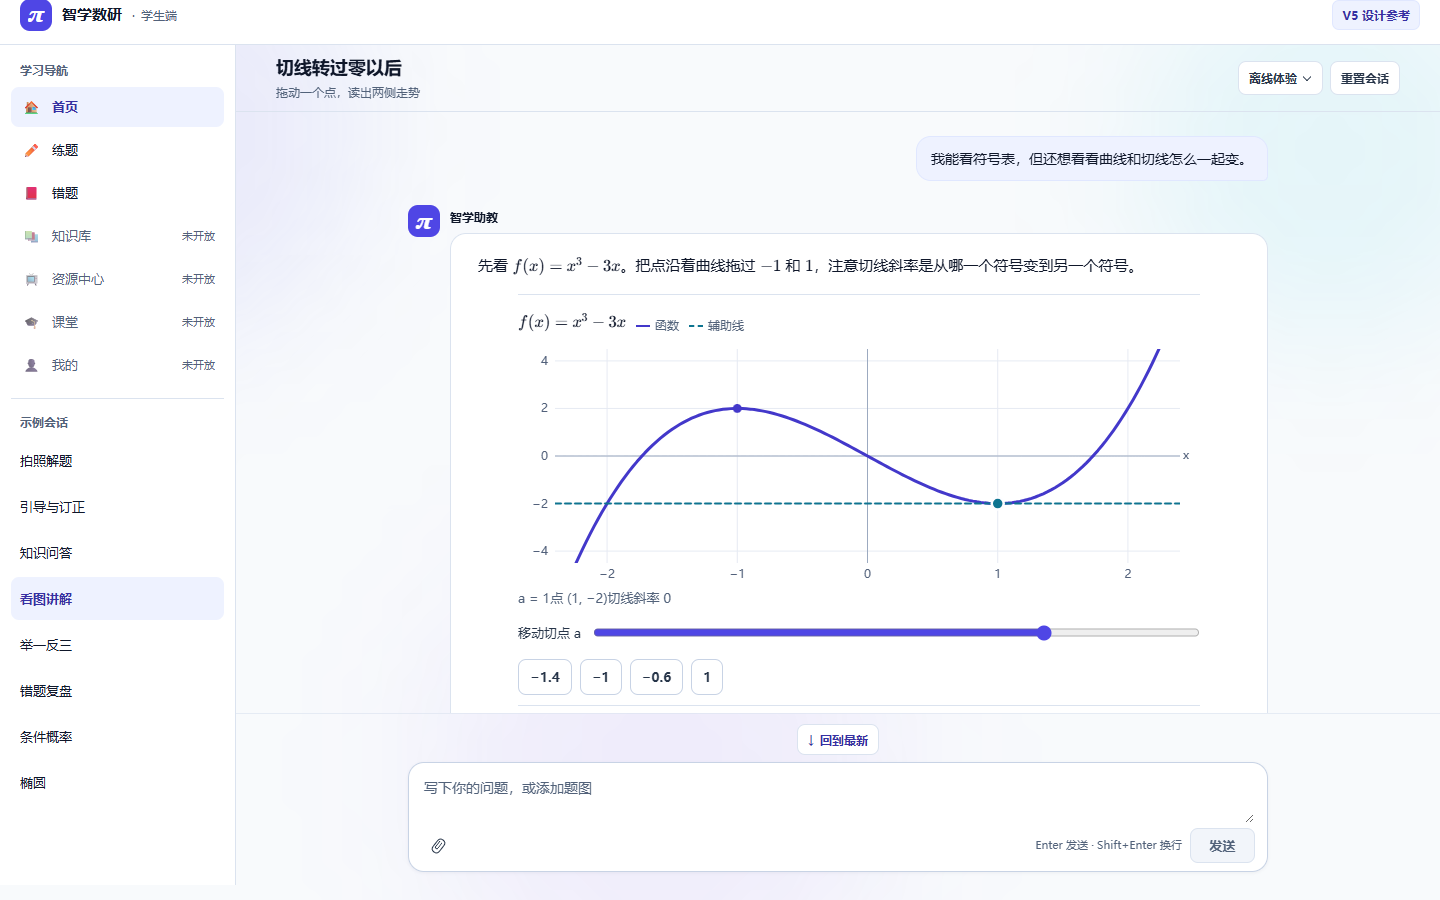 π 智学数研 · 学生端
V5 设计参考
学习导航
首页
练题
错题
知识库 未开放
资源中心 未开放
课堂 未开放
我的 未开放
示例会话
拍照解题
引导与订正
知识问答
看图讲解
举一反三
错题复盘
条件概率
椭圆
切线转过零以后
拖动一个点，读出两侧走势
离线体验
重置会话
我能看符号表，但还想看看曲线和切线怎么一起变。
π 智学助教
先看 f(x) = x³ − 3x。把点沿着曲线拖过 −1 和 1，注意切线斜率是从哪一个符号变到另一个符号。
f(x) = x³ − 3x 函数 辅助线
4
2
0
−2
−4
x
−2 −1 0 1 2
a = 1点 (1, −2)切线斜率 0
移动切点 a
−1.4 −1 −0.6 1
↓ 回到最新
写下你的问题，或添加题图
Enter 发送 · Shift+Enter 换行
发送